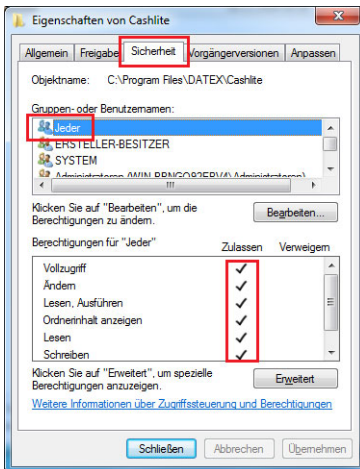 Eigenschaften von Cashlite
Allgemein Freigabe Sicherheit Vorgängerversionen Anpassen
Objektname: C:\Program Files\DATEX\Cashlite
Gruppen- oder Benutzernamen:
Jeder
ERSTELLER-BESITZER
SYSTEM
Klicken Sie auf "Bearbeiten", um die
Berechtigungen zu ändern.
Bearbeiten...
Berechtigungen für "Jeder" Zulassen Verweigern
Vollzugriff
Ändern
Lesen, Ausführen
Ordnerinhalt anzeigen
Lesen
Schreiben
Klicken Sie auf "Erweitert", um spezielle
Berechtigungen anzuzeigen.
Erweitert
Weitere Informationen über Zugriffssteuerung und Berechtigungen
Schließen Abbrechen Übernehmen